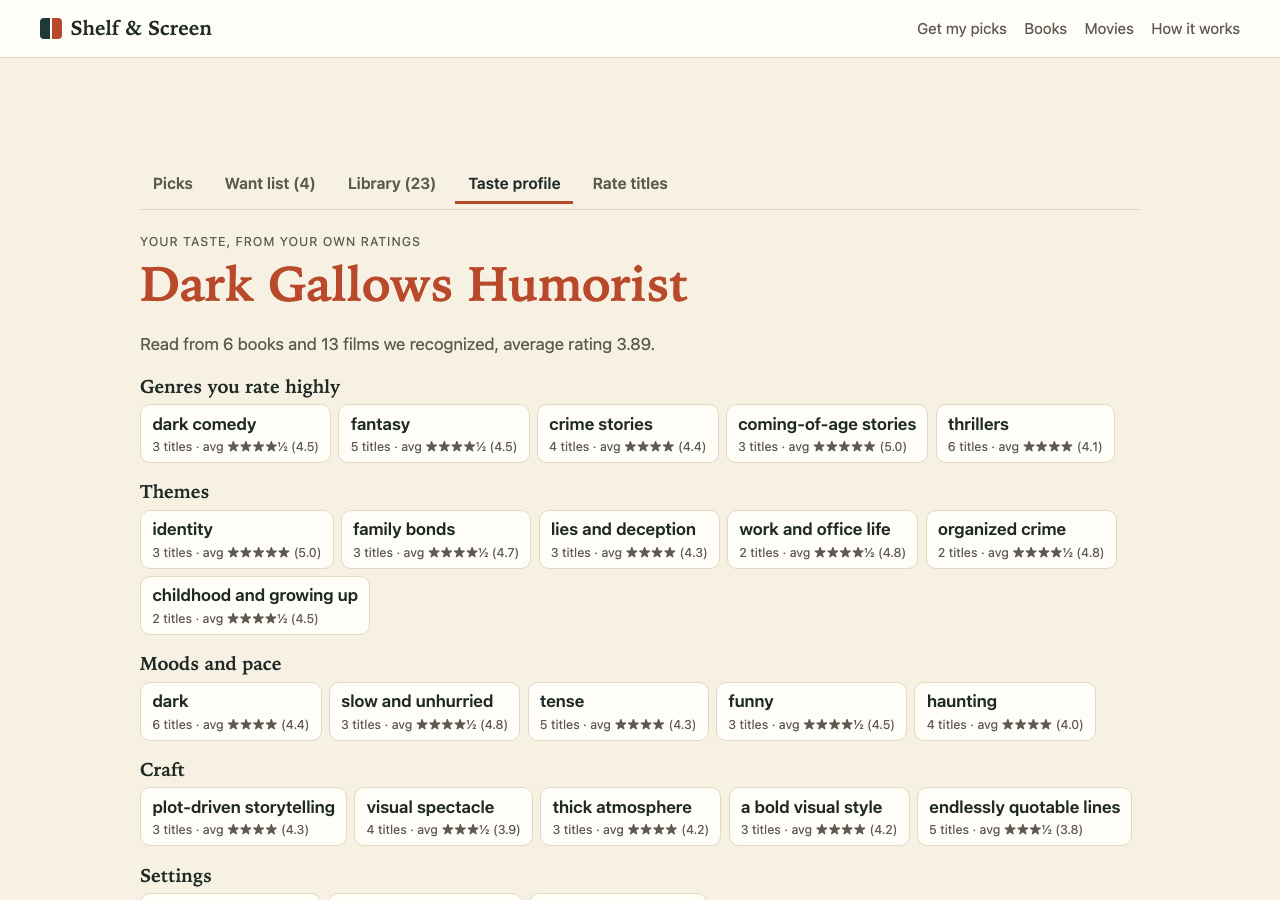 Shelf & Screen
Get my picks Books Movies How it works
Picks Want list (4) Library (23) Taste profile Rate titles
YOUR TASTE, FROM YOUR OWN RATINGS
Dark Gallows Humorist
Read from 6 books and 13 films we recognized, average rating 3.89.
Genres you rate highly
dark comedy
3 titles · avg ★★★★½ (4.5)
fantasy
5 titles · avg ★★★★½ (4.5)
crime stories
4 titles · avg ★★★★ (4.4)
coming-of-age stories
3 titles · avg ★★★★★ (5.0)
thrillers
6 titles · avg ★★★★ (4.1)
Themes
identity
3 titles · avg ★★★★★ (5.0)
family bonds
3 titles · avg ★★★★½ (4.7)
lies and deception
3 titles · avg ★★★★ (4.3)
work and office life
2 titles · avg ★★★★½ (4.8)
organized crime
2 titles · avg ★★★★½ (4.8)
childhood and growing up
2 titles · avg ★★★★½ (4.5)
Moods and pace
dark
6 titles · avg ★★★★ (4.4)
slow and unhurried
3 titles · avg ★★★★½ (4.8)
tense
5 titles · avg ★★★★ (4.3)
funny
3 titles · avg ★★★★½ (4.5)
haunting
4 titles · avg ★★★★ (4.0)
Craft
plot-driven storytelling
3 titles · avg ★★★★ (4.3)
visual spectacle
4 titles · avg ★★★½ (3.9)
thick atmosphere
3 titles · avg ★★★★ (4.2)
a bold visual style
3 titles · avg ★★★★ (4.2)
endlessly quotable lines
5 titles · avg ★★★½ (3.8)
Settings